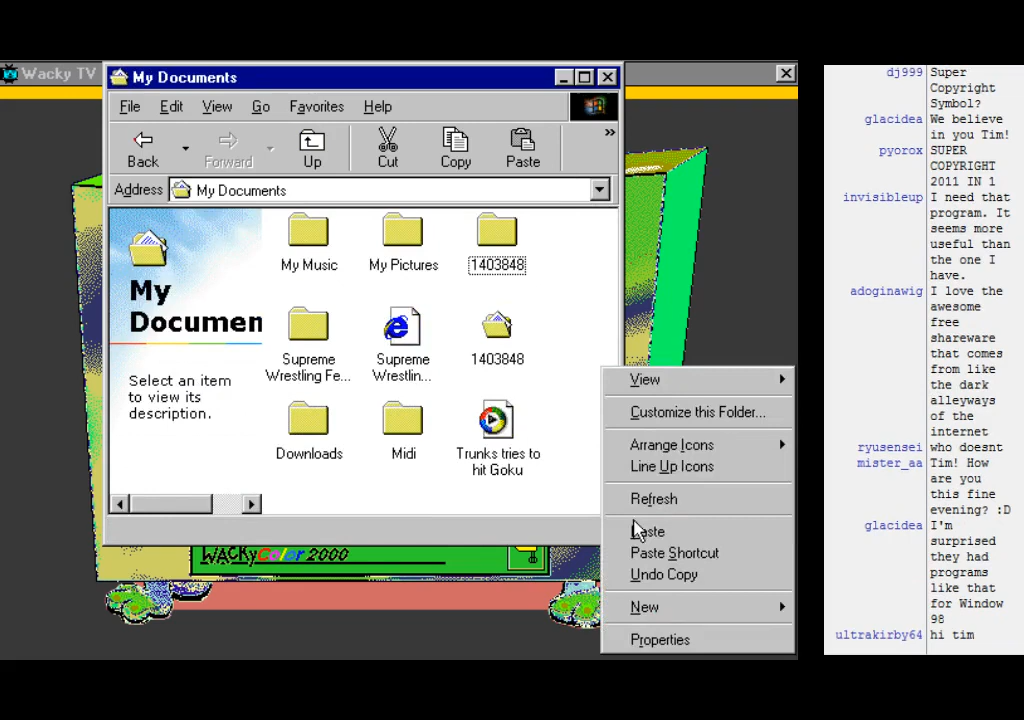 Wacky TV
My Documents
File Edit View Go Favorites Help
Back Forward Up Cut Copy Paste
Address My Documents
My Documen
Select an item
to view its
description.
My Music My Pictures 1403848
Supreme Wrestling Fe... Supreme Wrestlin... 1403848
Downloads Midi Trunks tries to hit Goku
WACKyColor 2000
View
Customize this Folder...
Arrange Icons
Line Up Icons
Refresh
Paste Shortcut
Undo Copy
New
Properties
dj999 Super
Copyright
Symbol?
glacidea We believe
in you Tim!
pyorox SUPER
COPYRIGHT
2011 IN 1
invisibleup I need that
program. It
seems more
useful than
the one I
have.
adoginawig I love the
awesome
free
shareware
that comes
from like
the dark
alleyways
of the
internet
ryusensei who doesnt
mister_aa Tim! How
are you
this fine
evening? :D
glacidea I'm
surprised
they had
programs
like that
for Window
98
ultrakirby64 hi tim